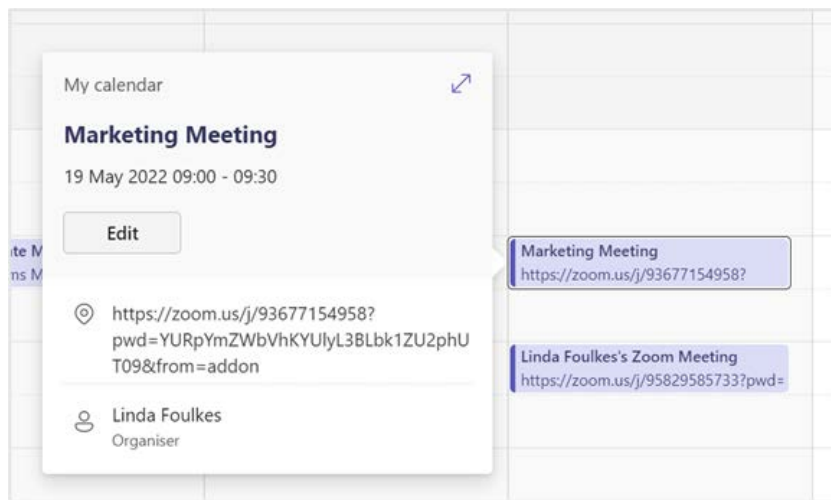 My calendar
Marketing Meeting
19 May 2022 09:00 - 09:30
Edit
https://zoom.us/j/93677154958?
pwd=YURpYmZWbVhKYUlyL3BLbk1ZU2phU
T09&from=addon
Linda Foulkes
Organiser
te M
ns M
Marketing Meeting
https://zoom.us/j/93677154958?
Linda Foulkes's Zoom Meeting
https://zoom.us/j/95829585733?pwd=